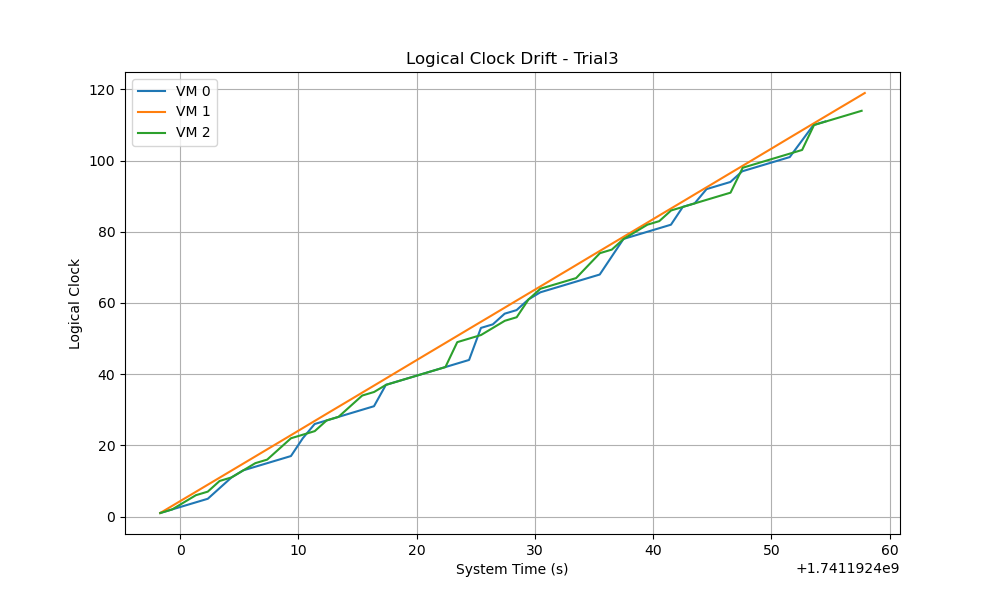 Logical Clock Drift - Trial3
VM 0
VM 1
VM 2
120
100
80
60
40
20
0
Logical Clock
0 10 20 30 40 50 60
System Time (s)
+1.7411924e9